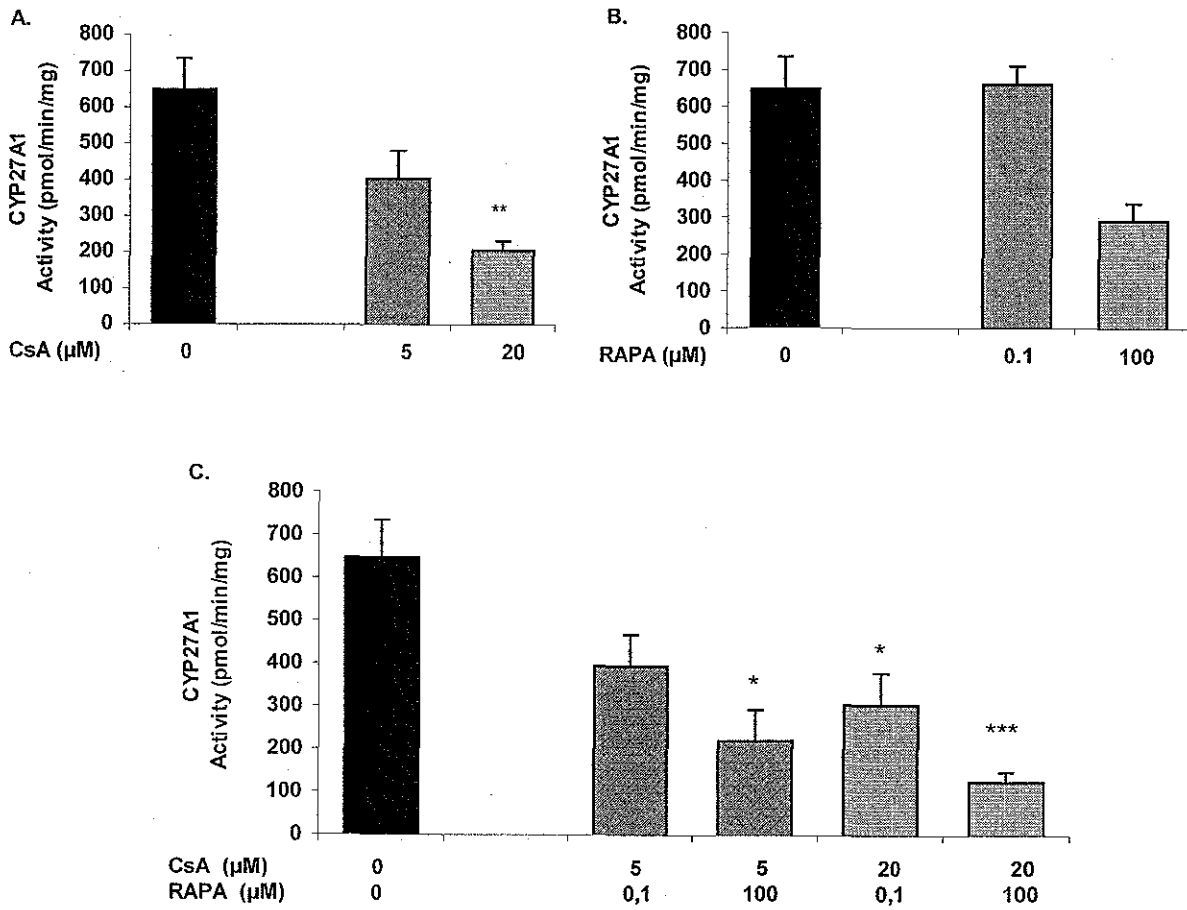 A.
CYP27A1
Activity (pmol/min/mg)
800
700
600
500
400
300
200
100
0
**
CsA (µM) 0 5 20
B.
CYP27A1
Activity (pmol/min/mg)
800
700
600
500
400
300
200
100
0
RAPA (µM) 0 0.1 100
C.
CYP27A1
Activity (pmol/min/mg)
800
700
600
500
400
300
200
100
0
* * ***
CsA (µM) 0 5 5 20 20
RAPA (µM) 0 0,1 100 0,1 100